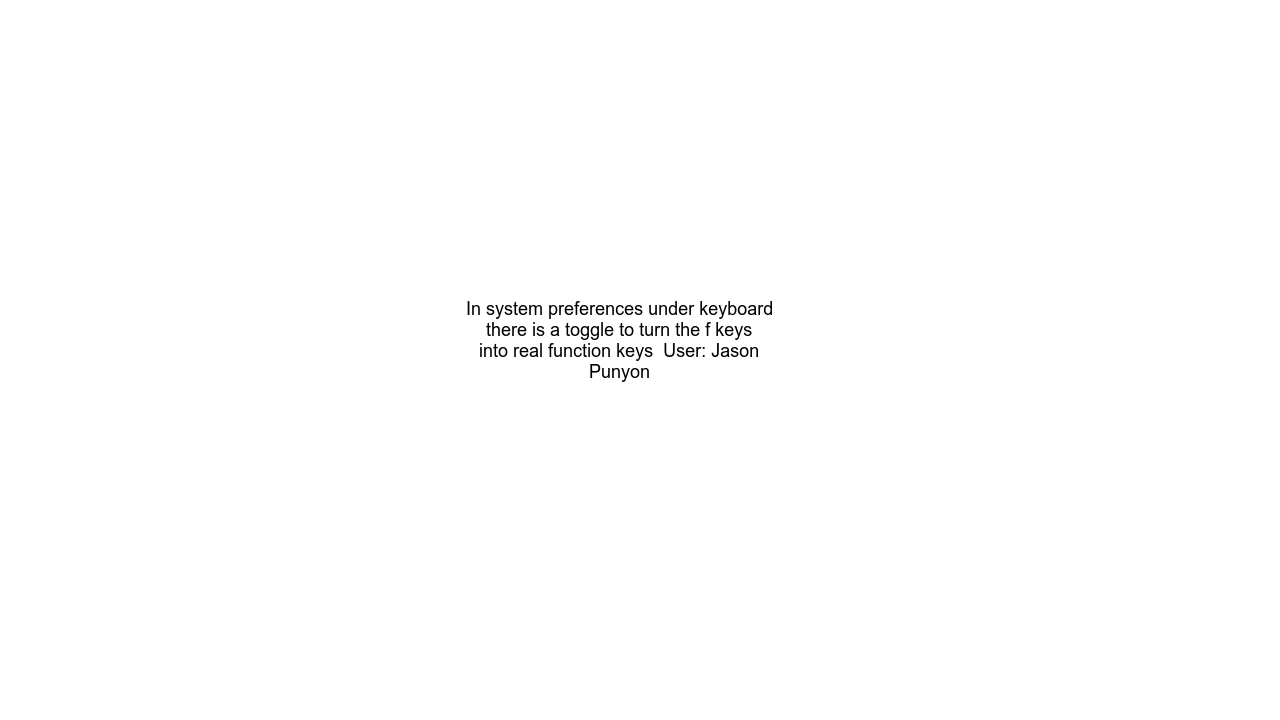 In system preferences under keyboard
there is a toggle to turn the f keys
into real function keys  User: Jason
Punyon